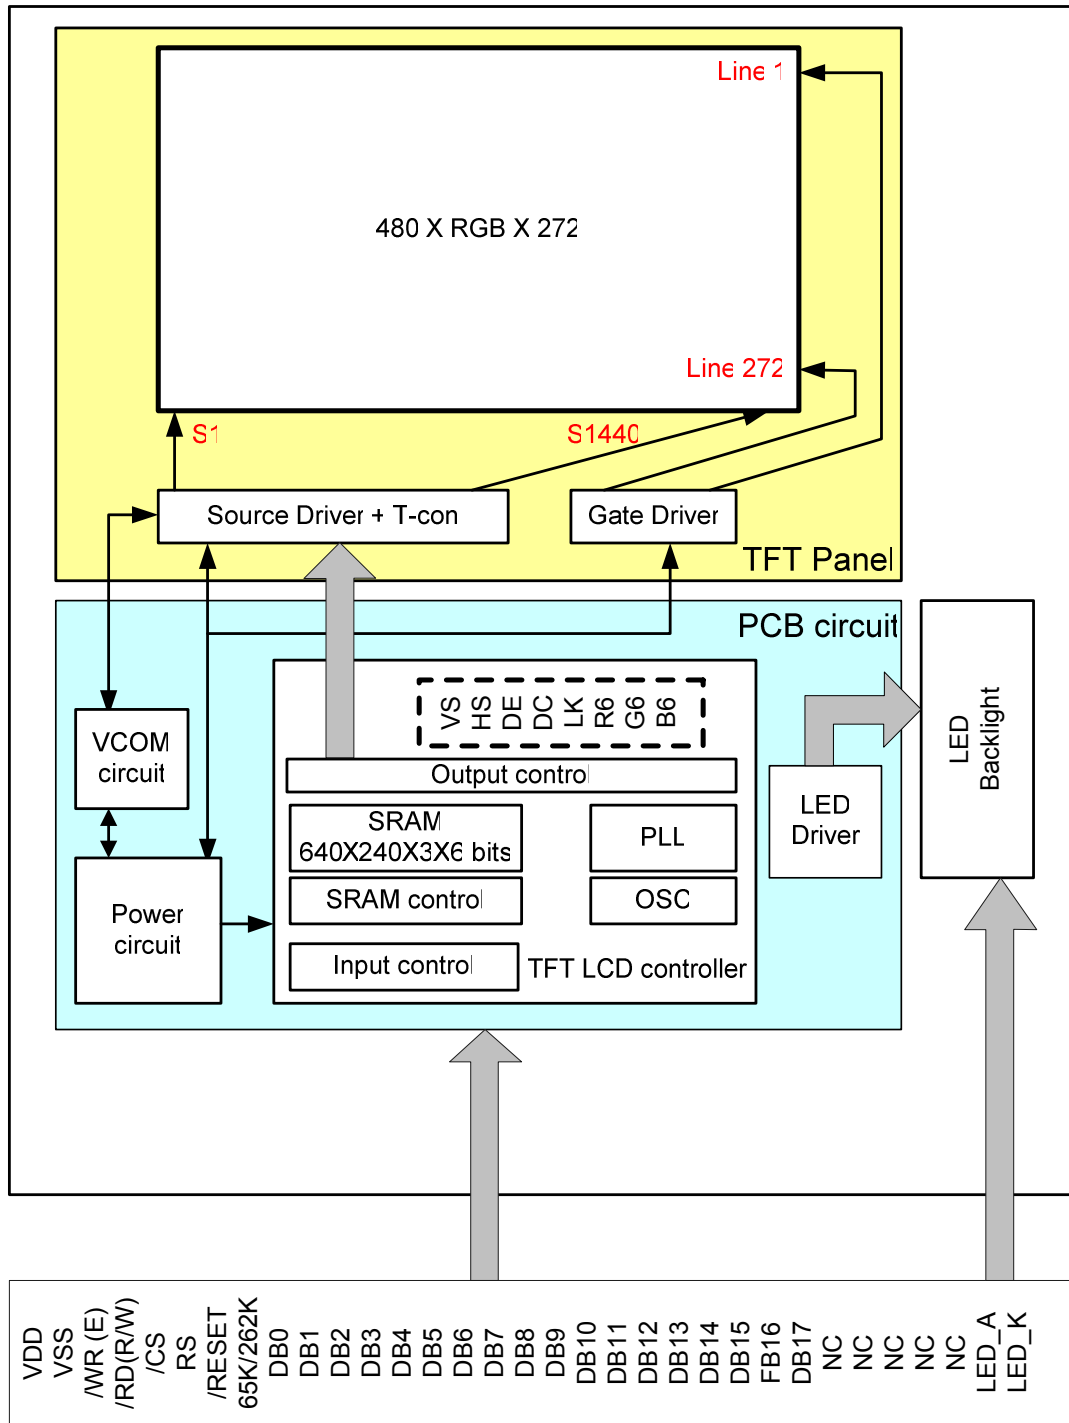 Line 1
480 X RGB X 272
Line 272
S1
S1440
Source Driver + T-con
Gate Driver
TFT Panel
PCB circuit
VS
HS
DE
DC
LK
R6
G6
B6
VCOM
circuit
Output control
LED
Backlight
SRAM
640X240X3X6 bits
PLL
LED
Driver
SRAM control
OSC
Power
circuit
Input control
TFT LCD controller
VDD
VSS
/WR (E)
/RD(R/W)
/CS
RS
/RESET
65K/262K
DB0
DB1
DB2
DB3
DB4
DB5
DB6
DB7
DB8
DB9
DB10
DB11
DB12
DB13
DB14
DB15
FB16
DB17
NC
NC
NC
NC
NC
LED_A
LED_K